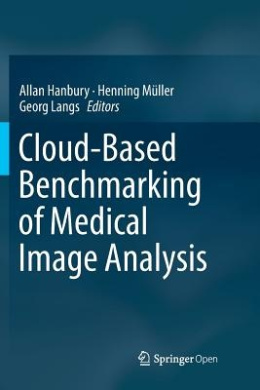 Allan Hanbury · Henning Müller
Georg Langs Editors
Cloud-Based
Benchmarking
of Medical
Image Analysis
Springer Open